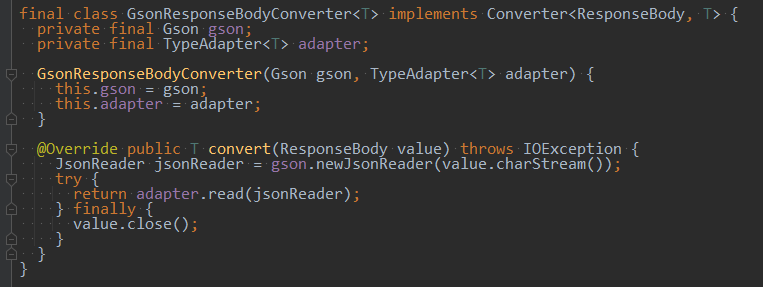 final class GsonResponseBodyConverter<T> implements Converter<ResponseBody, T> {
  private final Gson gson;
  private final TypeAdapter<T> adapter;

  GsonResponseBodyConverter(Gson gson, TypeAdapter<T> adapter) {
    this.gson = gson;
    this.adapter = adapter;
  }

  @Override public T convert(ResponseBody value) throws IOException {
    JsonReader jsonReader = gson.newJsonReader(value.charStream());
    try {
      return adapter.read(jsonReader);
    } finally {
      value.close();
    }
  }
}